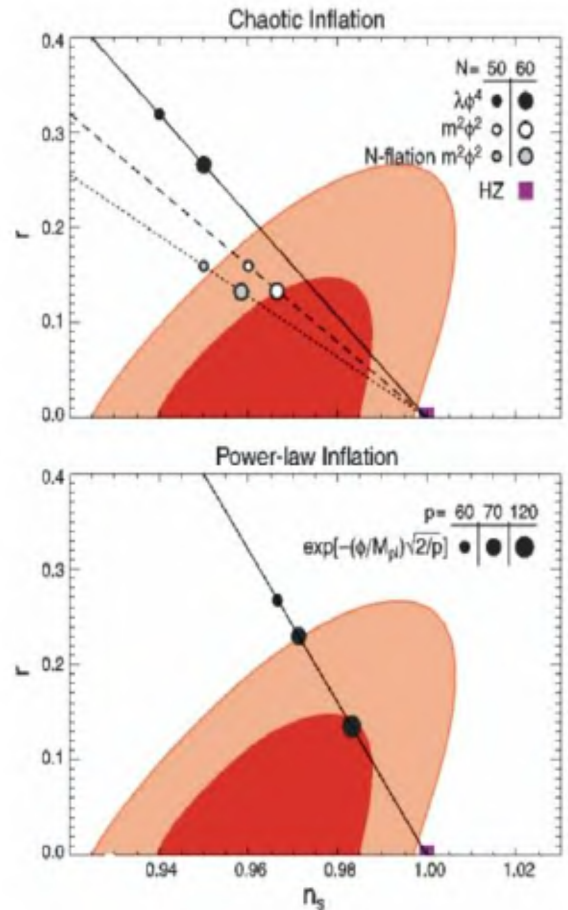 Chaotic Inflation
0.4
0.3
0.2
0.1
0.0
r
N= 50 60
λϕ⁴
m²ϕ²
N-flation m²ϕ²
HZ
Power-law Inflation
0.4
0.3
0.2
0.1
0.0
r
p= 60 70 120
exp[-(ϕ/Mpl)√2/p]
0.94 0.96 0.98 1.00 1.02
ns